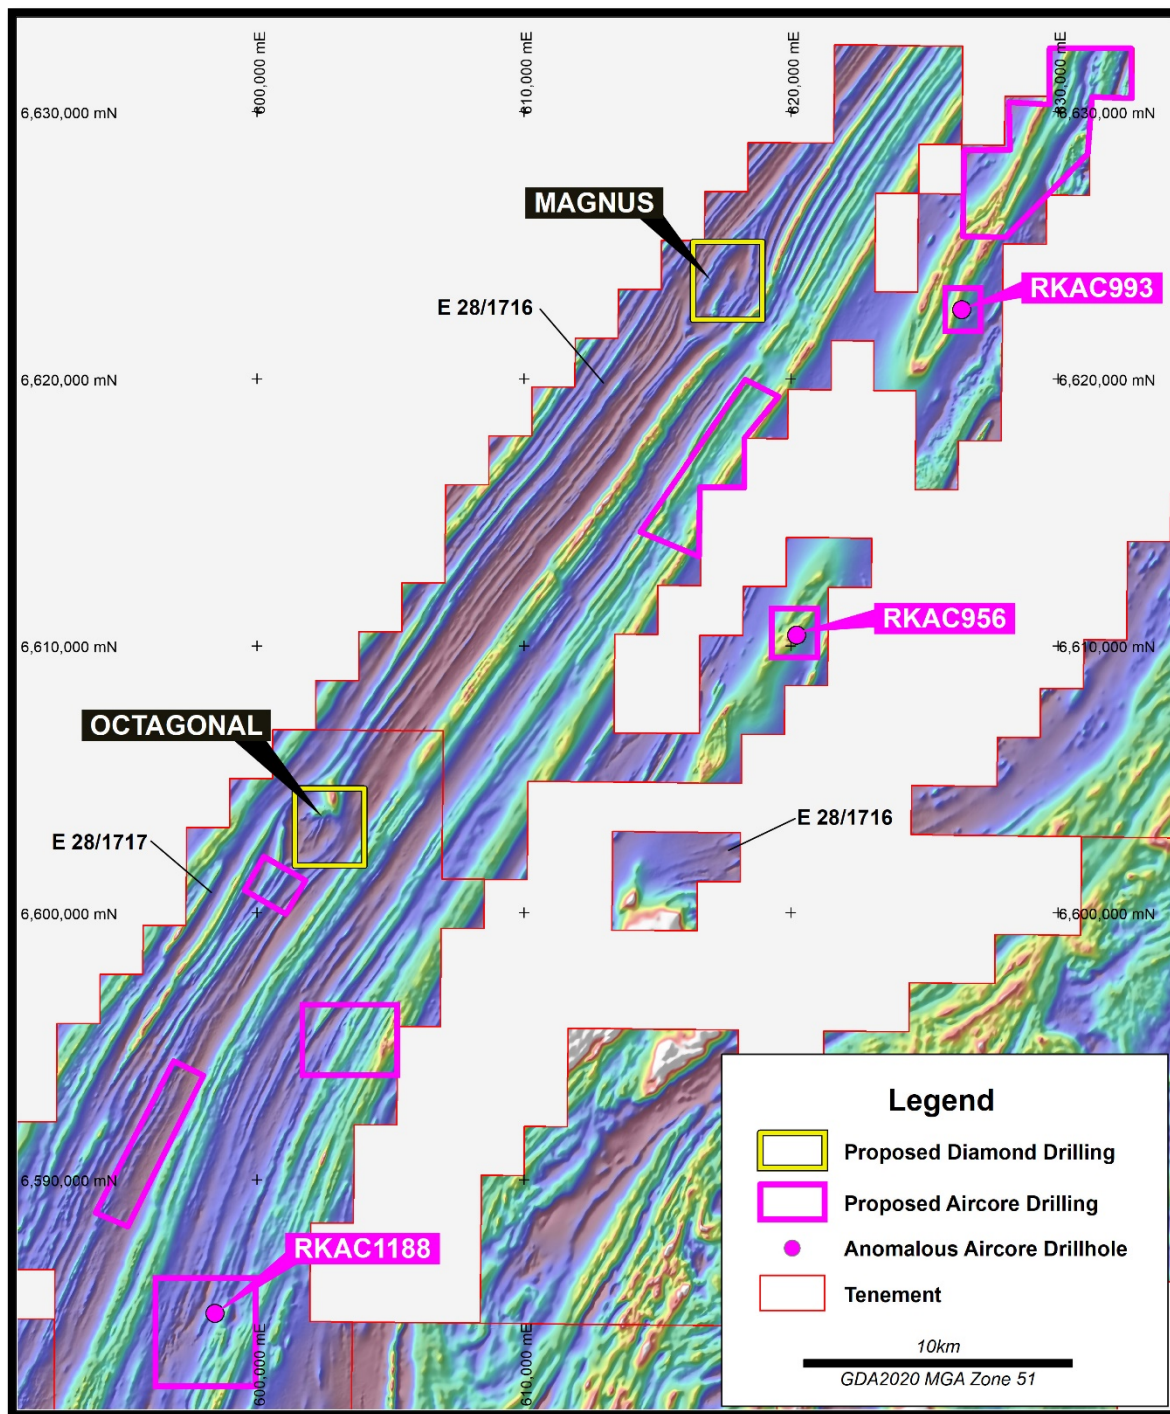 600,000 mE
610,000 mE
620,000 mE
630,000 mE
6,630,000 mN
6,630,000 mN
MAGNUS
RKAC993
E 28/1716
6,620,000 mN
6,620,000 mN
RKAC956
6,610,000 mN
6,610,000 mN
OCTAGONAL
E 28/1716
E 28/1717
6,600,000 mN
6,600,000 mN
Legend
Proposed Diamond Drilling
6,590,000 mN
Proposed Aircore Drilling
RKAC1188
Anomalous Aircore Drillhole
Tenement
10km
GDA2020 MGA Zone 51
600,000 mE
610,000 mE